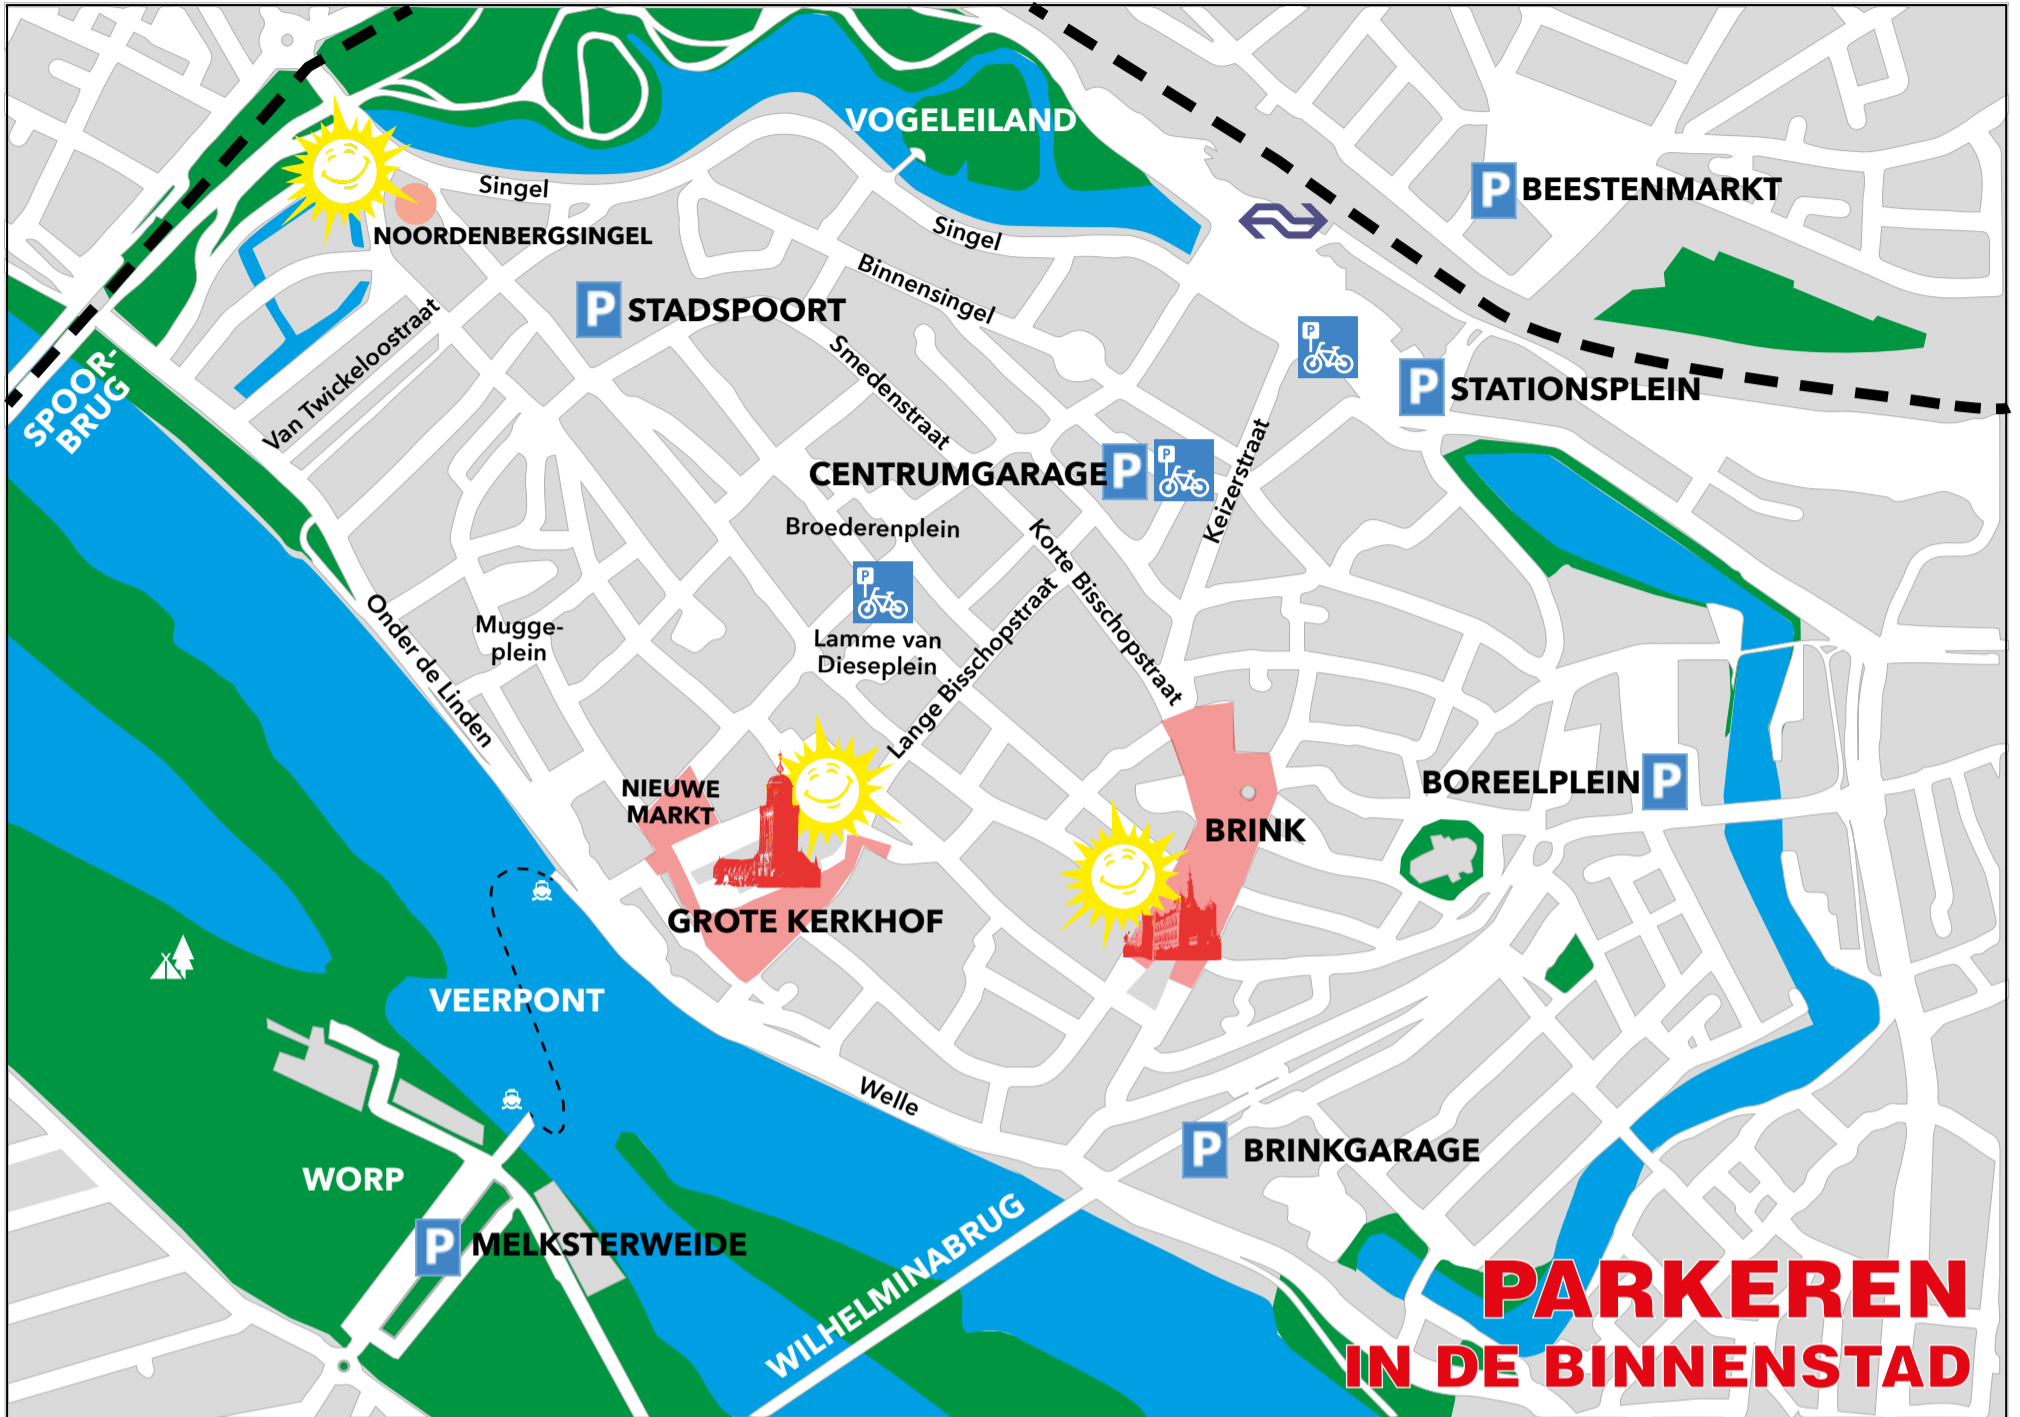 VOGELEILAND
P BEESTENMARKT
Singel
NOORDENBERGSINGEL
Singel
Binnensingel
P STADSPOORT
Van Twickeloostraat
Smedenstraat
P
SPOOR-
BRUG
P STATIONSPLEIN
Keizerstraat
CENTRUMGARAGE P
P
Broederenplein
Korte Bisschopstraat
P
Onder de Linden
Mugge-
plein
Lamme van
Dieseplein
Lange Bisschopstraat
NIEUWE
MARKT
BOREELPLEIN P
BRINK
GROTE KERKHOF
VEERPONT
Welle
P BRINKGARAGE
WORP
P MELKSTERWEIDE
WILHELMINABRUG
PARKEREN
IN DE BINNENSTAD